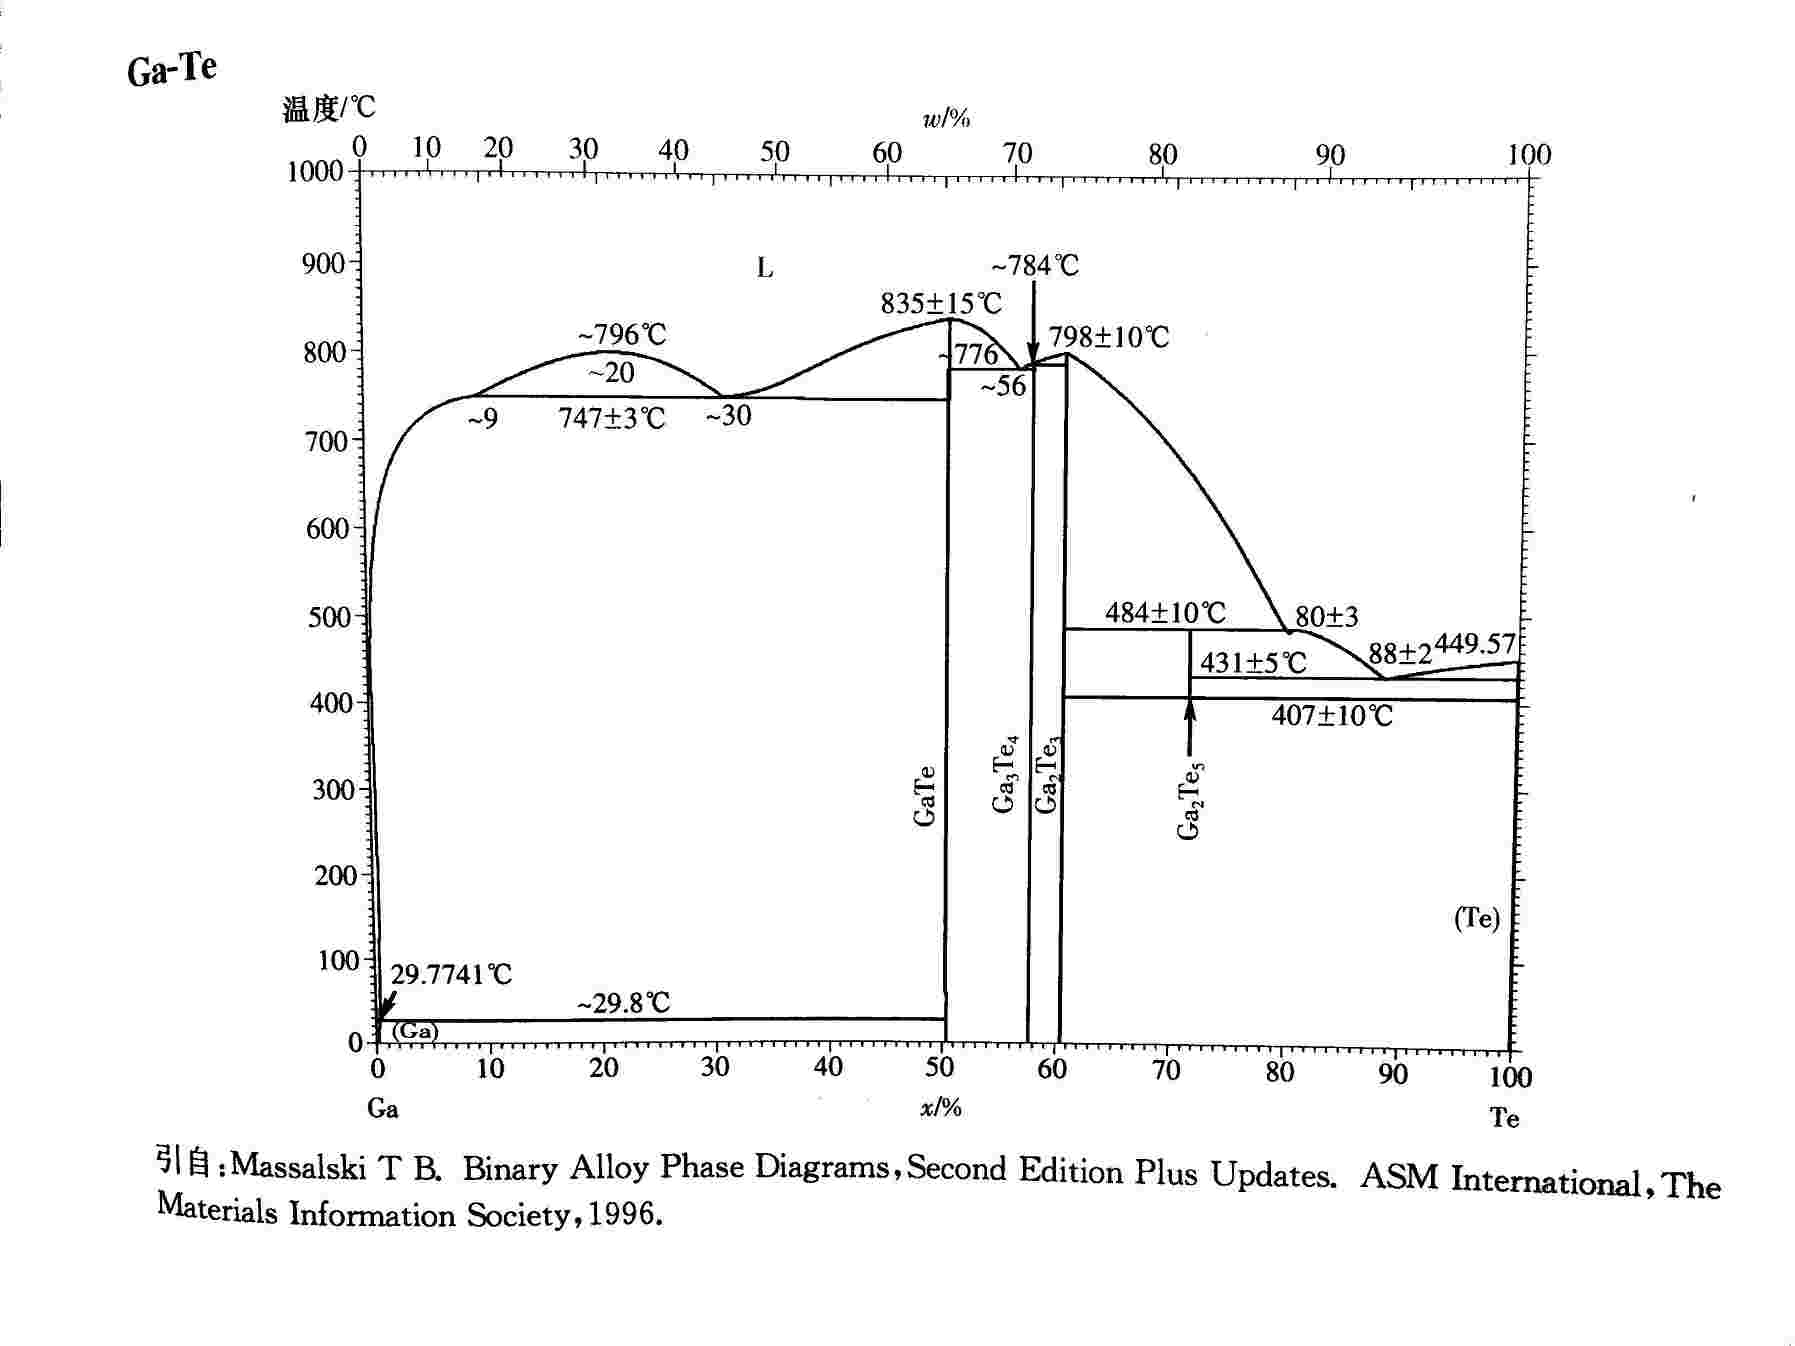 Ga-Te
温度/℃
w/%
0 10 20 30 40 50 60 70 80 90 100
1000
900
L
~784℃
835±15℃
~796℃
798±10℃
800
~776
~20
~56
~9
747±3℃
~30
700
600
500
484±10℃
80±3
88±2
449.57
431±5℃
400
407±10℃
GaTe
Ga₃Te₄
Ga₂Te₃
Ga₂Te₅
300
200
(Te)
100
29.7741℃
~29.8℃
(Ga)
0
0 10 20 30 40 50 60 70 80 90 100
Ga
x/%
Te
引自:Massalski T B. Binary Alloy Phase Diagrams,Second Edition Plus Updates. ASM International,The
Materials Information Society,1996.